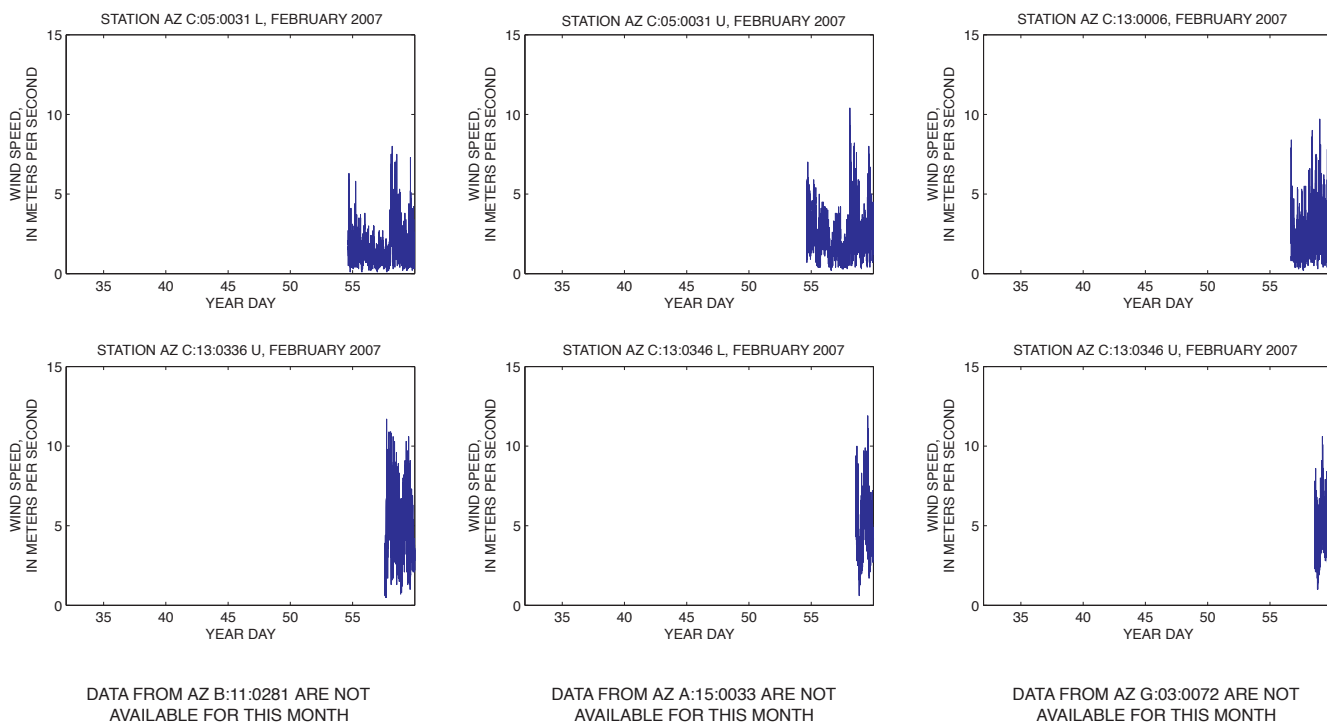 STATION AZ C:05:0031 L, FEBRUARY 2007
15
10
5
0
WIND SPEED,
IN METERS PER SECOND
35 40 45 50 55
YEAR DAY
STATION AZ C:05:0031 U, FEBRUARY 2007
15
10
5
0
WIND SPEED,
IN METERS PER SECOND
35 40 45 50 55
YEAR DAY
STATION AZ C:13:0006, FEBRUARY 2007
15
10
5
0
WIND SPEED,
IN METERS PER SECOND
35 40 45 50 55
YEAR DAY
STATION AZ C:13:0336 U, FEBRUARY 2007
15
10
5
0
WIND SPEED,
IN METERS PER SECOND
35 40 45 50 55
YEAR DAY
STATION AZ C:13:0346 L, FEBRUARY 2007
15
10
5
0
WIND SPEED,
IN METERS PER SECOND
35 40 45 50 55
YEAR DAY
STATION AZ C:13:0346 U, FEBRUARY 2007
15
10
5
0
WIND SPEED,
IN METERS PER SECOND
35 40 45 50 55
YEAR DAY
DATA FROM AZ B:11:0281 ARE NOT
AVAILABLE FOR THIS MONTH
DATA FROM AZ A:15:0033 ARE NOT
AVAILABLE FOR THIS MONTH
DATA FROM AZ G:03:0072 ARE NOT
AVAILABLE FOR THIS MONTH